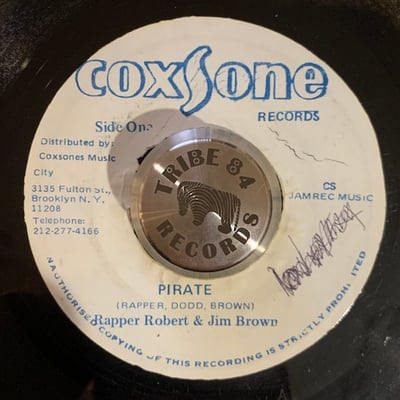 coxsone
RECORDS
Side One
Distributed by
Coxsones Music
City
3135 Fulton St.,
Brooklyn N. Y.
11208
Telephone:
212-277-4166
CS
JAMREC MUSIC
TRIBE 84
RECORDS
PIRATE
(RAPPER, DODD, BROWN)
Rapper Robert & Jim Brown
NAUTHORISED COPYING OF THIS RECORDING IS STRICTLY PROHIBITED